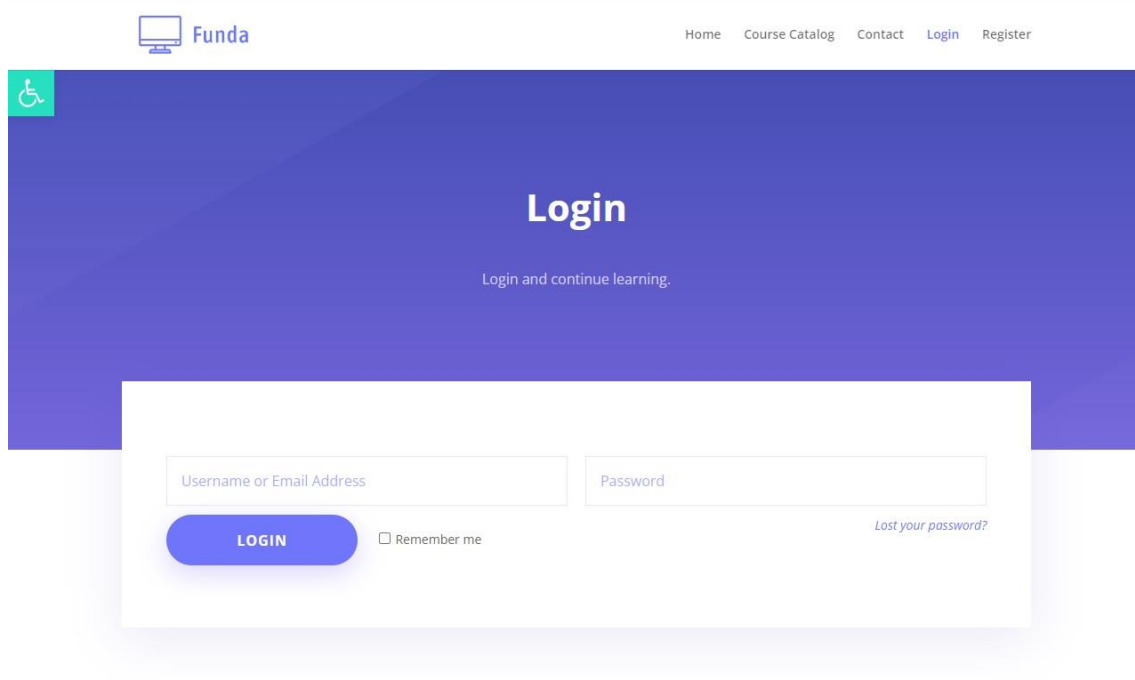 Funda
Home Course Catalog Contact Login Register
Login
Login and continue learning.
Username or Email Address Password
LOGIN Remember me Lost your password?